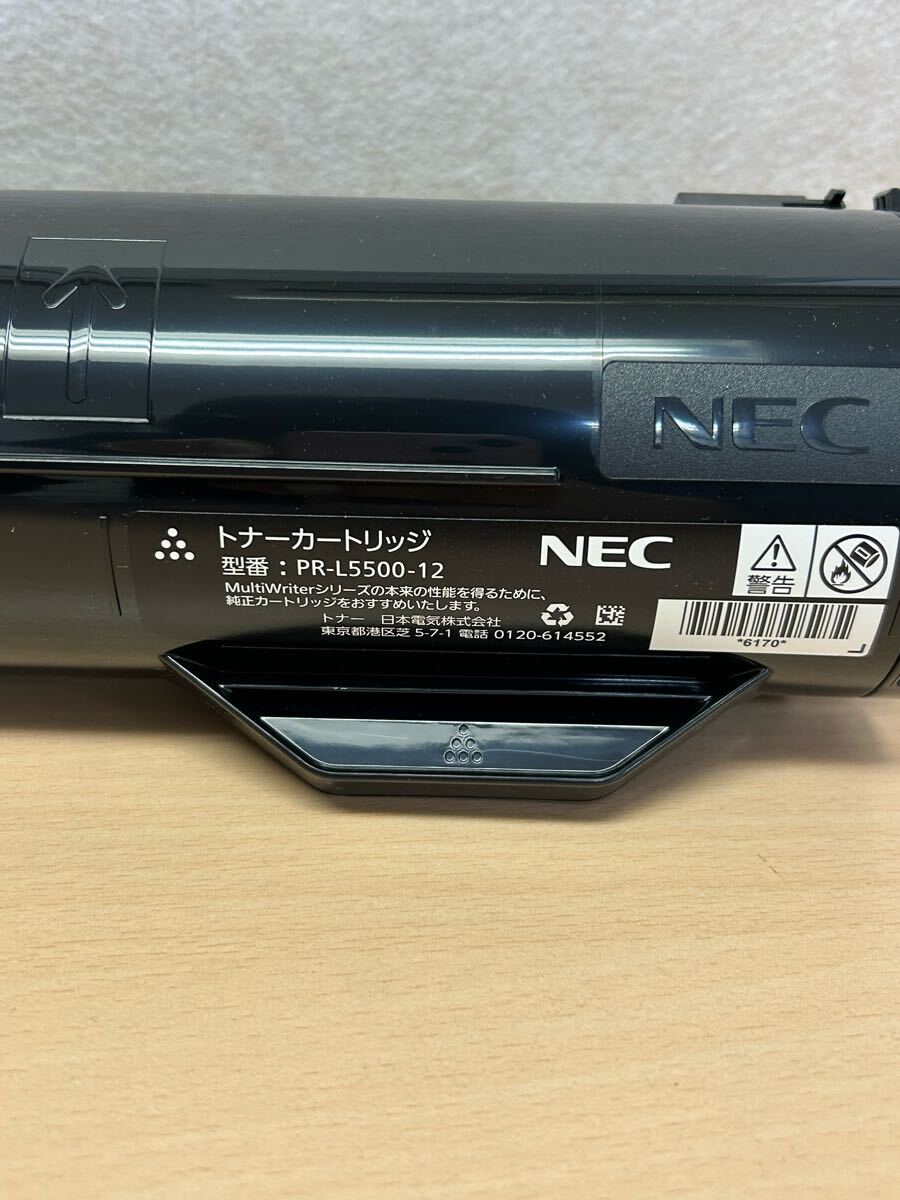 NEC
トナーカートリッジ
型番：PR-L5500-12
NEC
MultiWriterシリーズの本来の性能を得るために、
純正カートリッジをおすすめいたします。
トナー 日本電気株式会社
東京都港区芝 5-7-1 電話 0120-614552
警告
*6170*